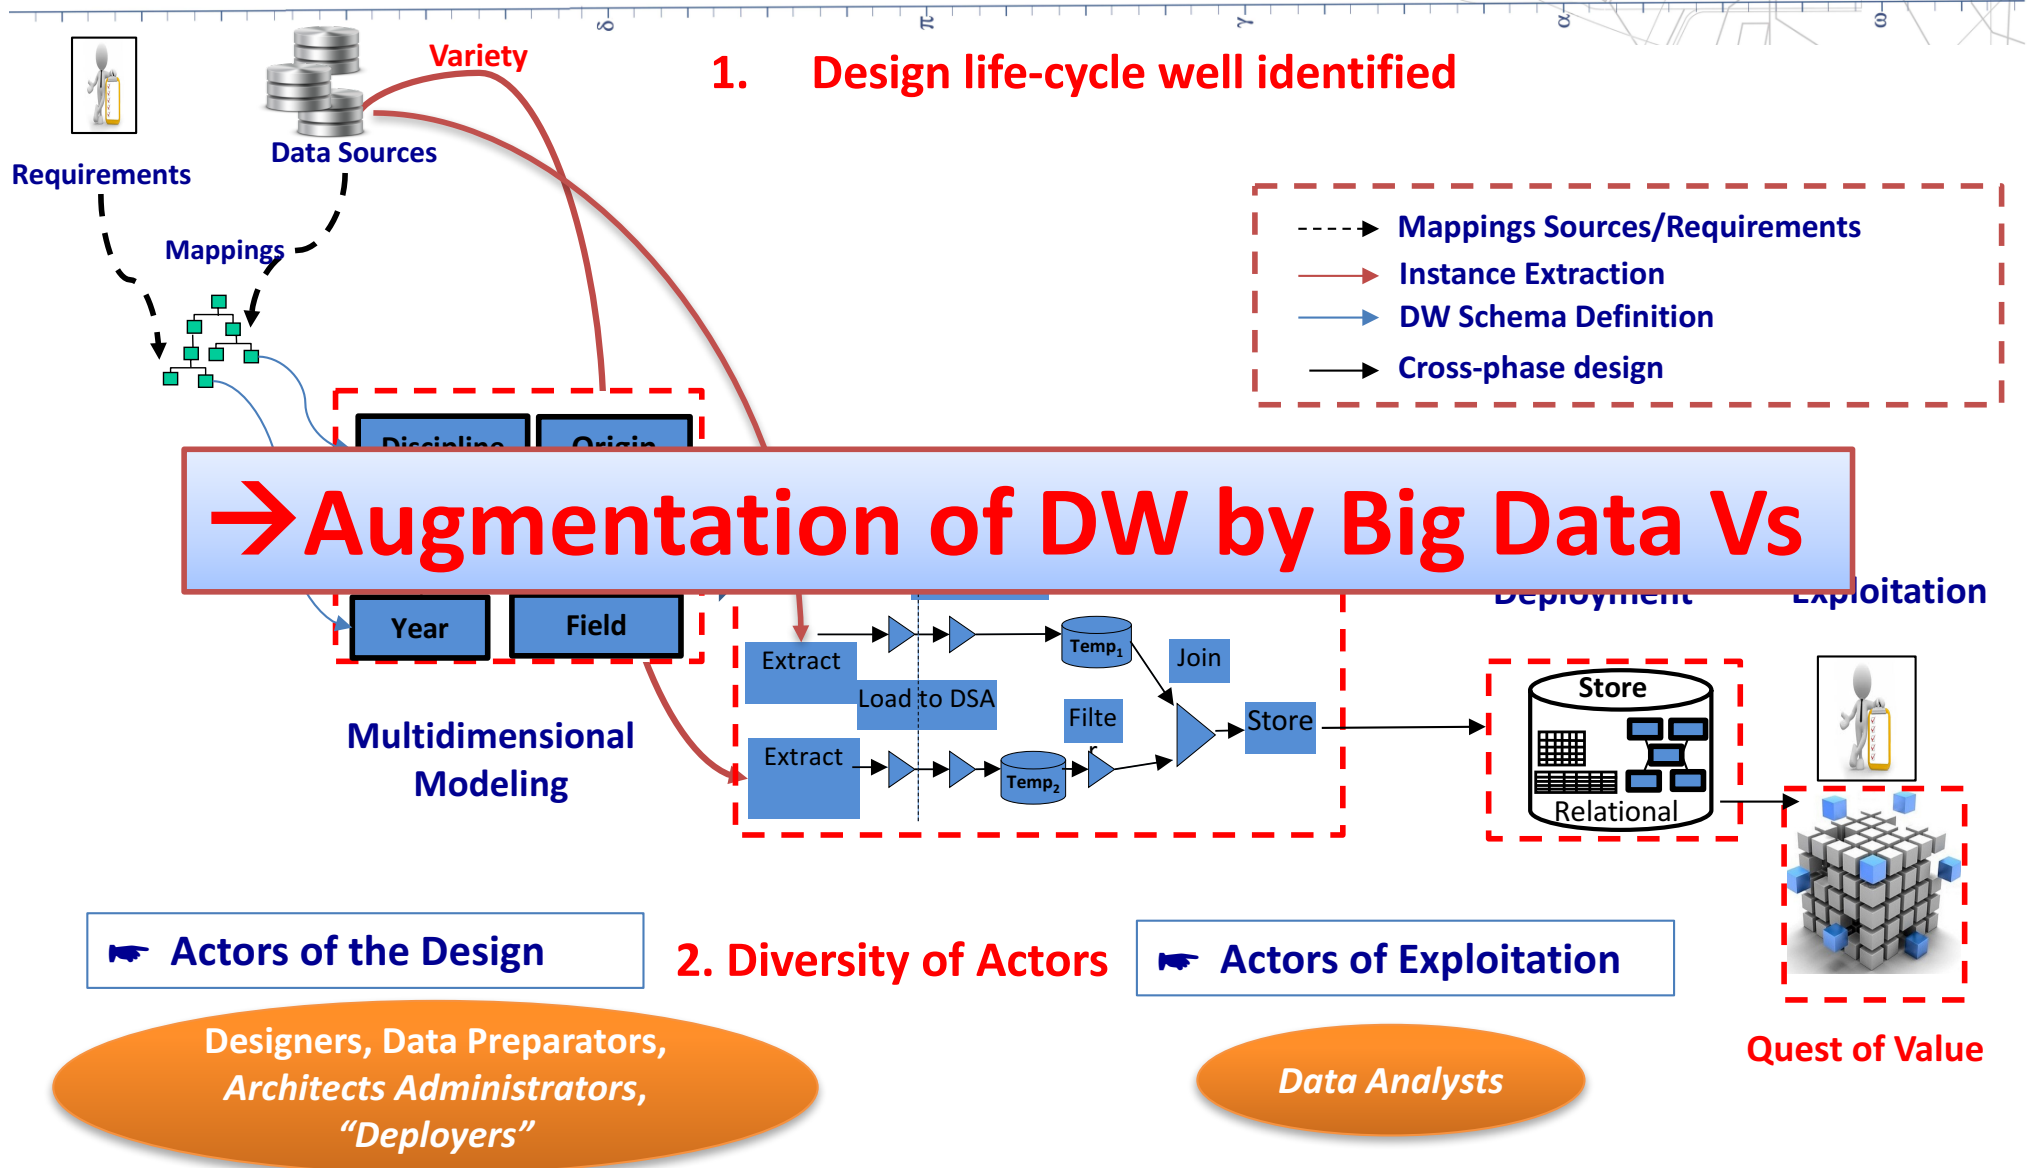 δ π γ α ω
Variety
1. Design life-cycle well identified
Data Sources
Requirements
Mappings
Mappings Sources/Requirements
Instance Extraction
DW Schema Definition
Cross-phase design
Discipline
Origin
→Augmentation of DW by Big Data Vs
Deployment
Exploitation
Year
Field
Extract
Temp1
Join
Load to DSA
Filte
r
Store
Extract
Temp2
Store
Relational
Multidimensional
Modeling
☛ Actors of the Design
2. Diversity of Actors
☛ Actors of Exploitation
Designers, Data Preparators,
Architects Administrators,
“Deployers”
Data Analysts
Quest of Value